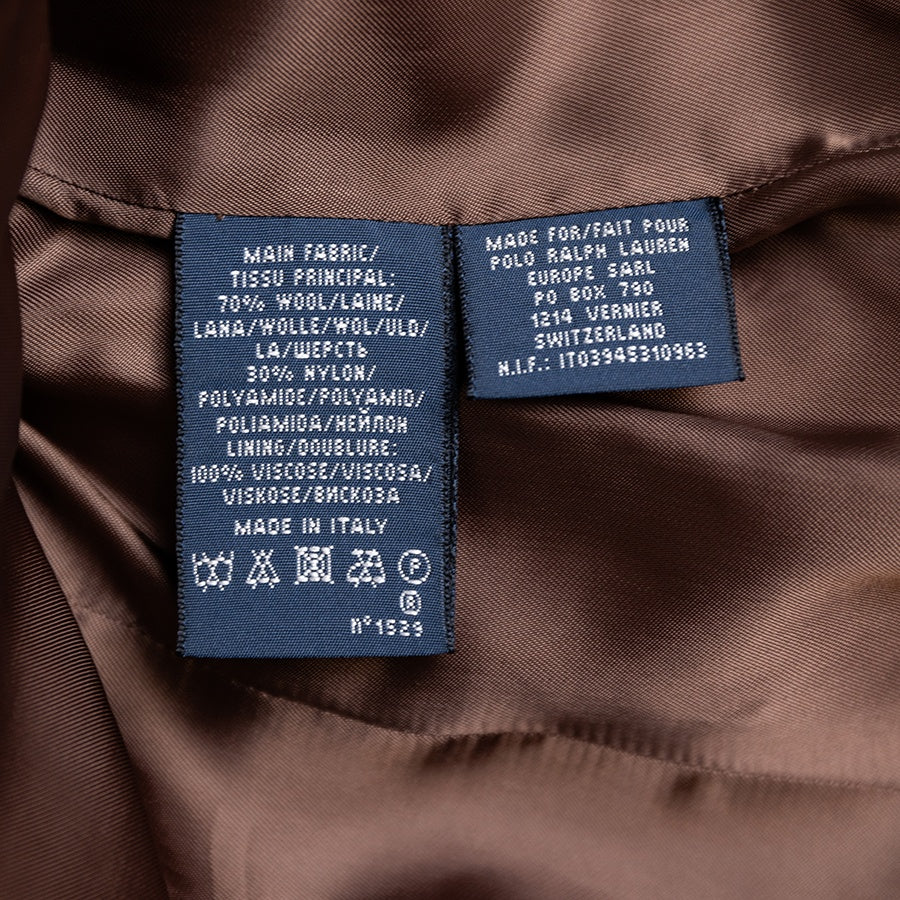 MAIN FABRIC/
TISSU PRINCIPAL:
70% WOOL/LAINE/
LANA/WOLLE/WOL/ULD/
LA/ШЕРСТЬ
30% NYLON/
POLYAMIDE/POLYAMID/
POLIAMIDA/НЕЙЛОН
LINING/DOUBLURE:
100% VISCOSE/VISCOSA/
VISKOSE/ВИСКОЗА
MADE IN ITALY
P
®
n°1529
MADE FOR/FAIT POUR
POLO RALPH LAUREN
EUROPE SARL
PO BOX 790
1214 VERNIER
SWITZERLAND
N.I.F.: IT03945310963